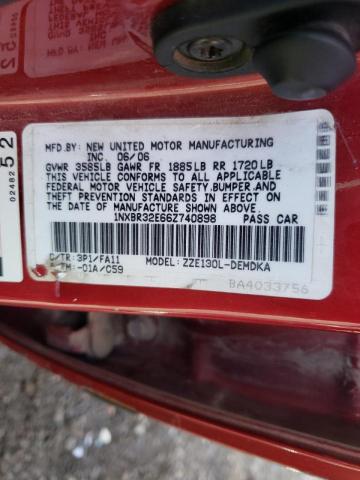 MFD.BY: NEW UNITED MOTOR MANUFACTURING
INC. 06/06
GVWR 3585LB GAWR FR 1885LB RR 1720LB
THIS VEHICLE CONFORMS TO ALL APPLICABLE
FEDERAL MOTOR VEHICLE SAFETY, BUMPER, AND
THEFT PREVENTION STANDARDS IN EFFECT ON
THE DATE OF MANUFACTURE SHOWN ABOVE.
1NXBR32E66Z740898 PASS CAR
C/TR: 3P1/FA11 MODEL: ZZE130L-DEMDKA
-01A/C59
BA4033756
02482 52